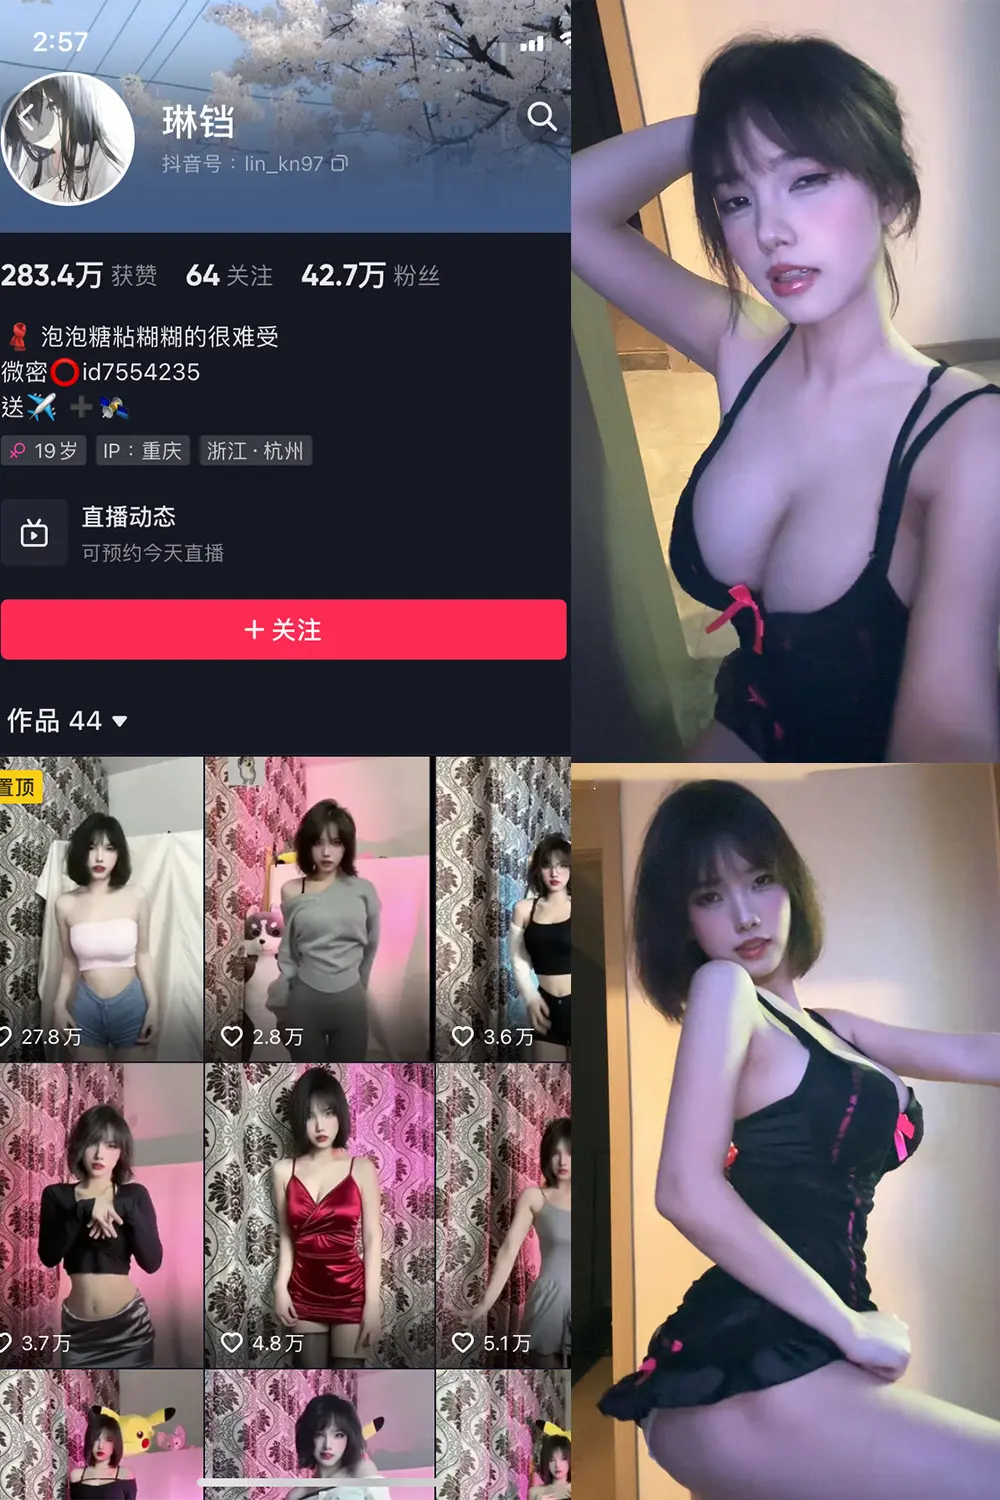 2:57
琳铛
抖音号：lin_kn97
283.4万 获赞 64 关注 42.7万 粉丝
泡泡糖粘糊糊的很难受
微密⭕id7554235
送✈️➕🛰️
19岁 IP：重庆 浙江·杭州
直播动态
可预约今天直播
+ 关注
作品 44
置顶
27.8万 2.8万 3.6万
3.7万 4.8万 5.1万